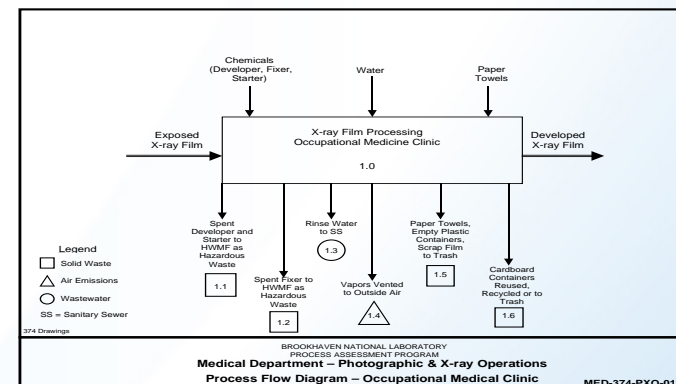 Chemicals
(Developer, Fixer,
Starter)
Water
Paper
Towels
Exposed
X-ray Film
X-ray Film Processing
Occupational Medicine Clinic
1.0
Developed
X-ray Film
Spent
Developer and
Starter to
HWMF as
Hazardous
Waste
1.1
Spent Fixer to
HWMF as
Hazardous
Waste
1.2
Rinse Water
to SS
1.3
Vapors Vented
to Outside Air
1.4
Paper Towels,
Empty Plastic
Containers,
Scrap Film
to Trash
1.5
Cardboard
Containers
Reused,
Recycled or to
Trash
1.6
Legend
Solid Waste
Air Emissions
Wastewater
SS = Sanitary Sewer
374 Drawings
BROOKHAVEN NATIONAL LABORATORY
PROCESS ASSESSMENT PROGRAM
Medical Department – Photographic & X-ray Operations
Process Flow Diagram – Occupational Medical Clinic
MED-374-PXO-01